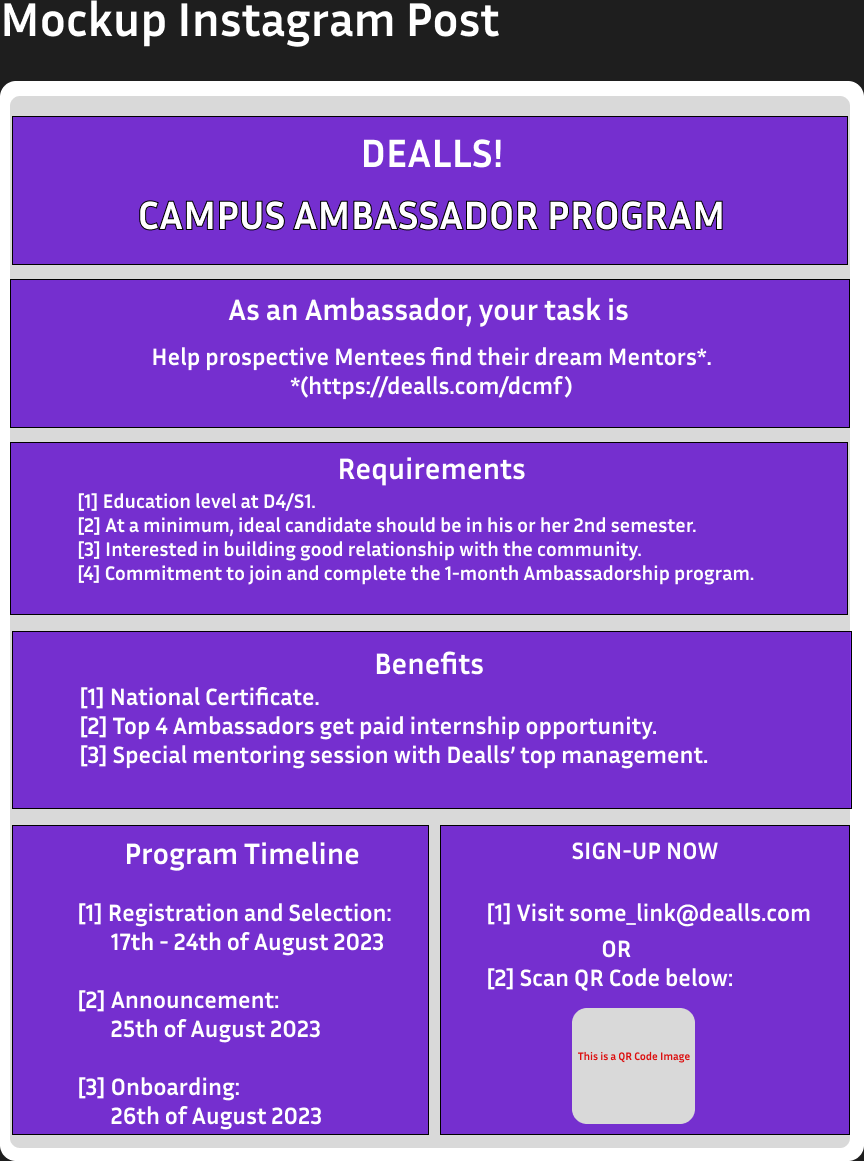 Mockup Instagram Post
DEALLS!
CAMPUS AMBASSADOR PROGRAM
As an Ambassador, your task is
Help prospective Mentees find their dream Mentors*.
*(https://dealls.com/dcmf)
Requirements
[1] Education level at D4/S1.
[2] At a minimum, ideal candidate should be in his or her 2nd semester.
[3] Interested in building good relationship with the community.
[4] Commitment to join and complete the 1-month Ambassadorship program.
Benefits
[1] National Certificate.
[2] Top 4 Ambassadors get paid internship opportunity.
[3] Special mentoring session with Dealls’ top management.
Program Timeline
[1] Registration and Selection:
17th - 24th of August 2023
[2] Announcement:
25th of August 2023
[3] Onboarding:
26th of August 2023
SIGN-UP NOW
[1] Visit some_link@dealls.com
OR
[2] Scan QR Code below:
This is a QR Code Image